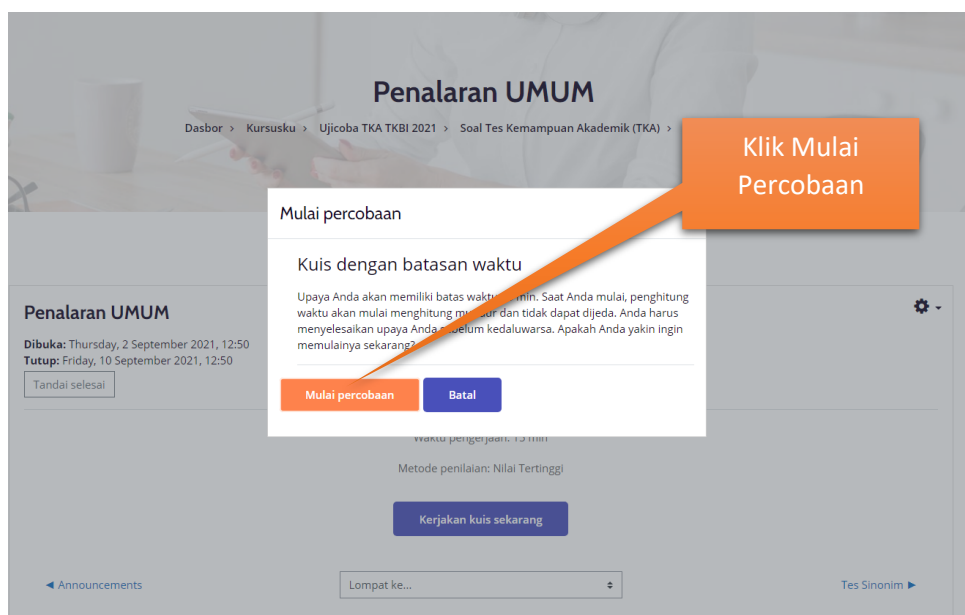 Penalaran UMUM
Dasbor > Kursusku > Ujicoba TKA TKBI 2021 > Soal Tes Kemampuan Akademik (TKA) >
Klik Mulai
Percobaan
Mulai percobaan
Kuis dengan batasan waktu
Upaya Anda akan memiliki batas waktu min. Saat Anda mulai, penghitung
waktu akan mulai menghitung dan tidak dapat dijeda. Anda harus
menyelesaikan upaya Anda kedaluwarsa. Apakah Anda yakin ingin
memulainya sekarang?
Mulai percobaan
Batal
Penalaran UMUM
Dibuka: Thursday, 2 September 2021, 12:50
Tutup: Friday, 10 September 2021, 12:50
Tandai selesai
Waktu pengerjaan: 15 min
Metode penilaian: Nilai Tertinggi
Kerjakan kuis sekarang
◄ Announcements
Lompat ke...
Tes Sinonim ►